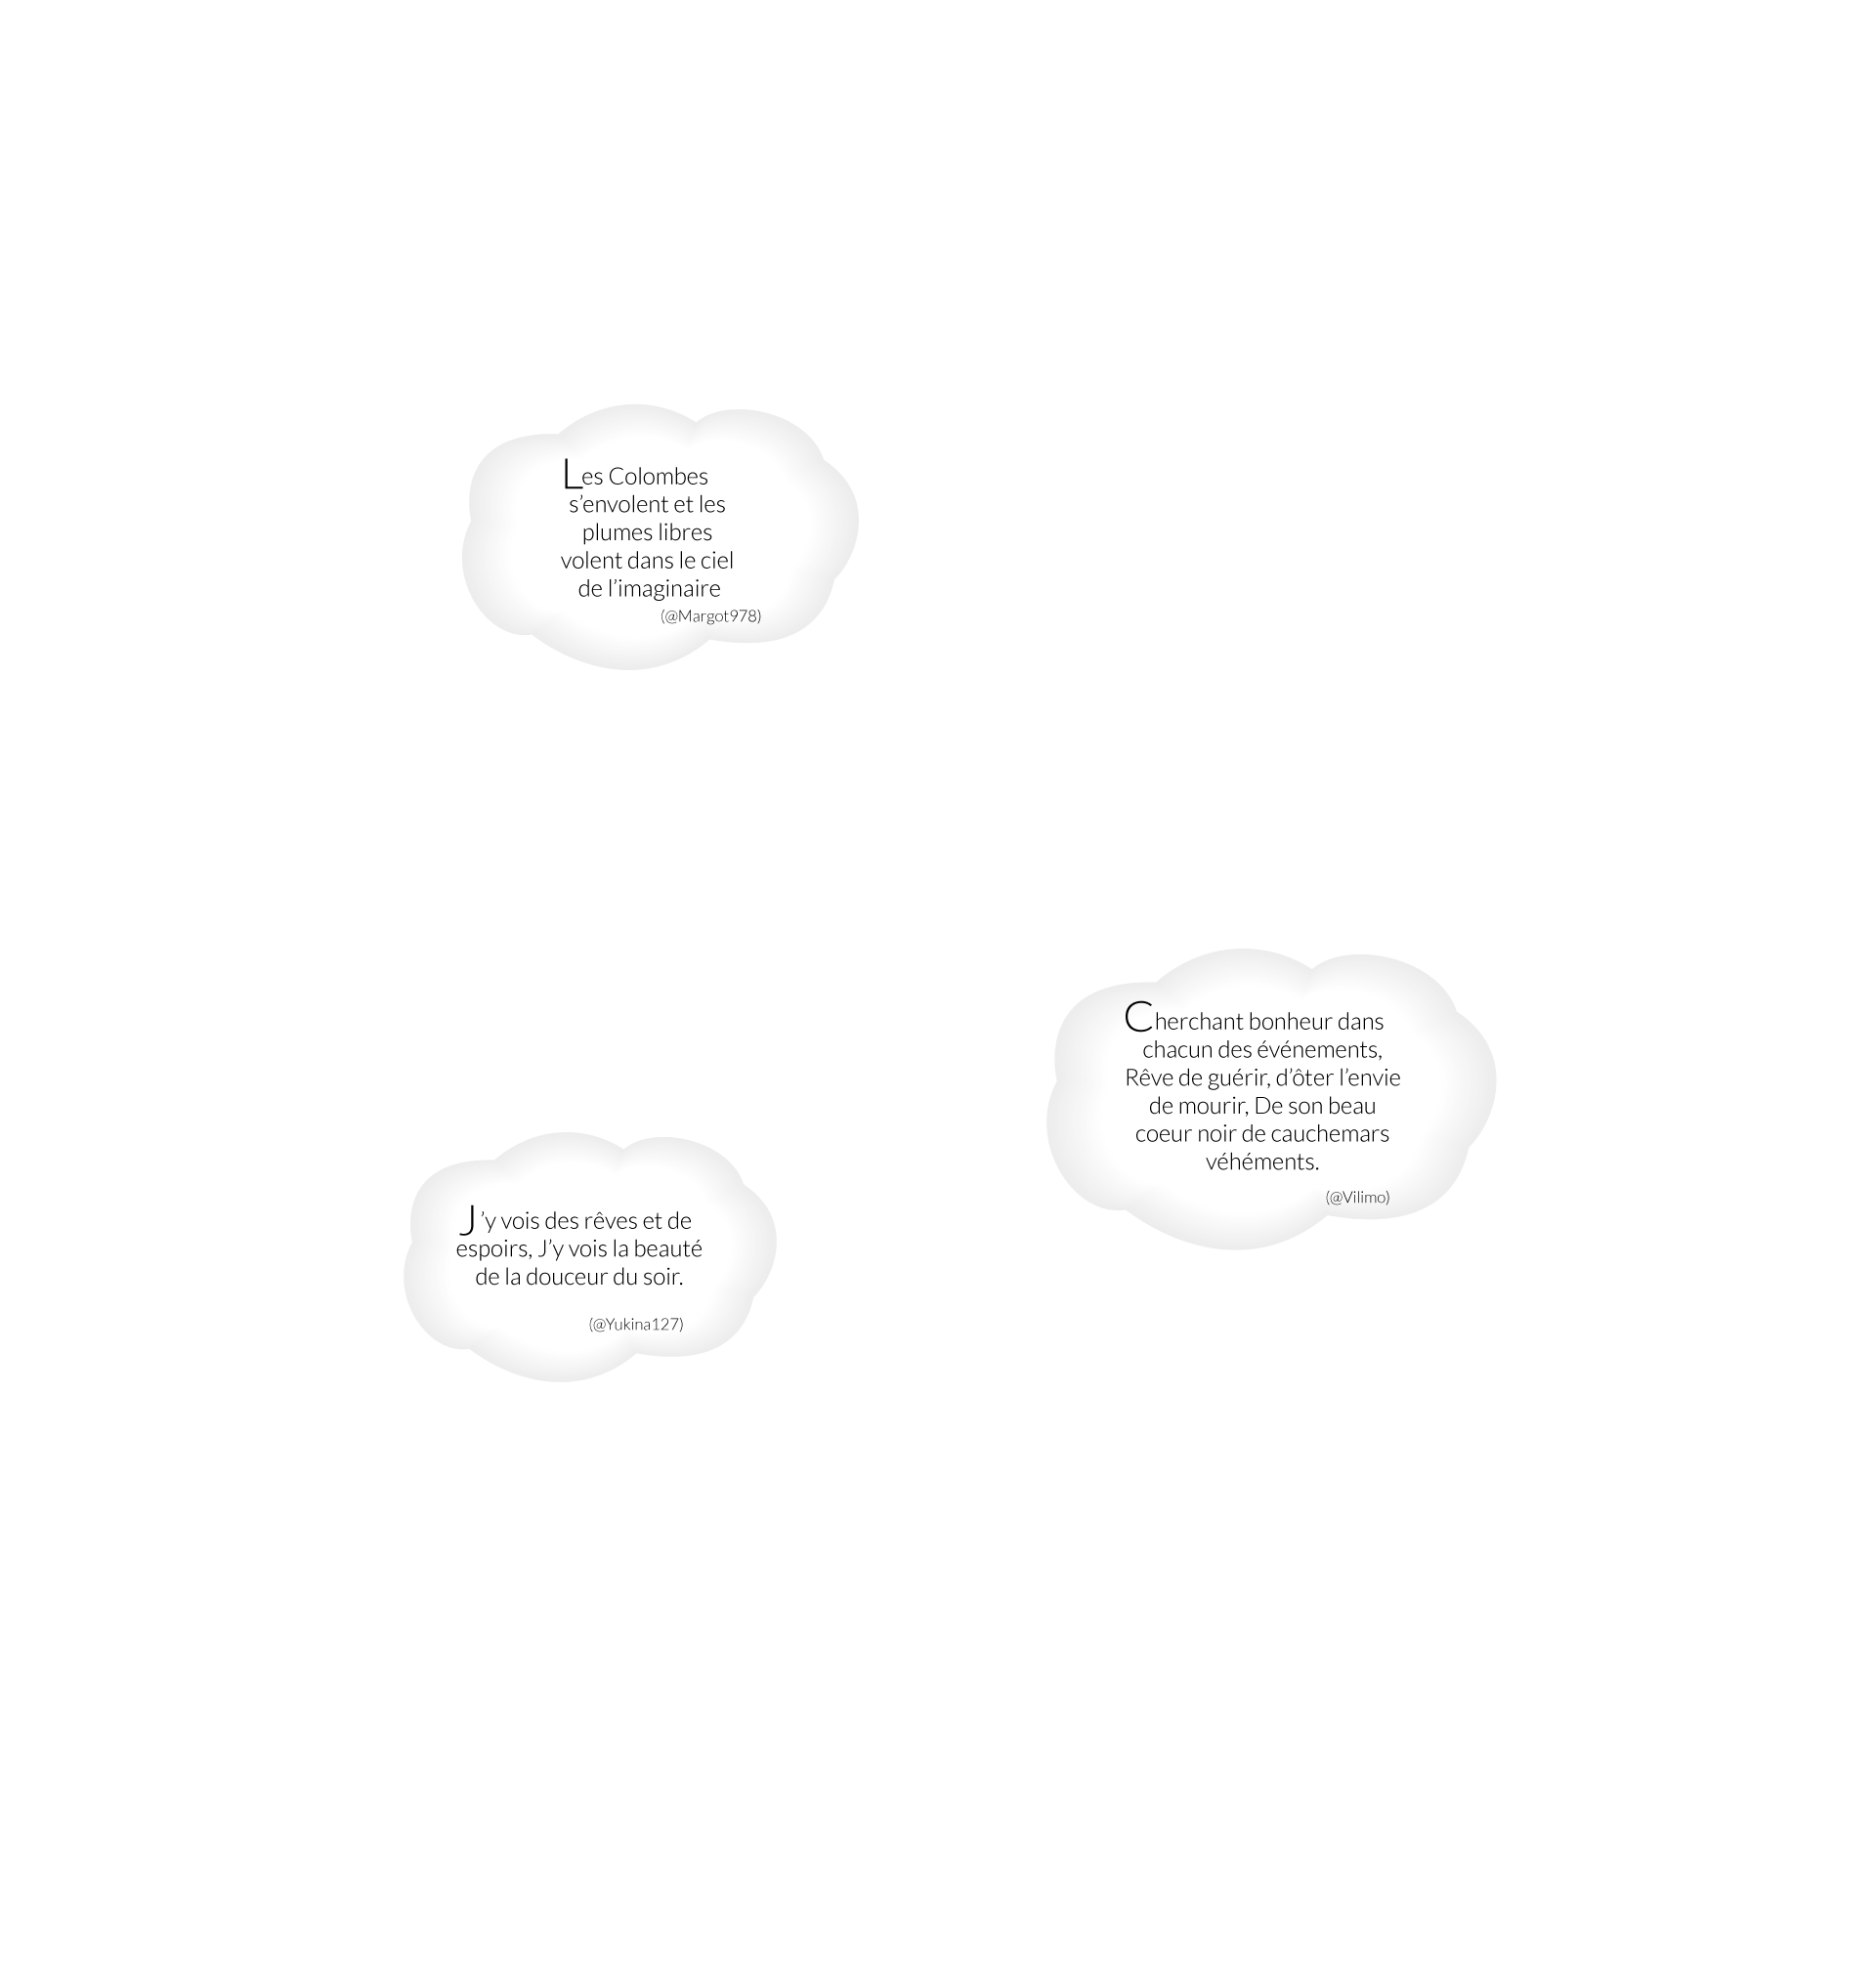 Les Colombes
s’envolent et les
plumes libres
volent dans le ciel
de l’imaginaire
(@Margot978)
Cherchant bonheur dans
chacun des événements,
Rêve de guérir, d’ôter l’envie
de mourir, De son beau
coeur noir de cauchemars
véhéments.
(@Vilimo)
J’y vois des rêves et de
espoirs, J’y vois la beauté
de la douceur du soir.
(@Yukina127)